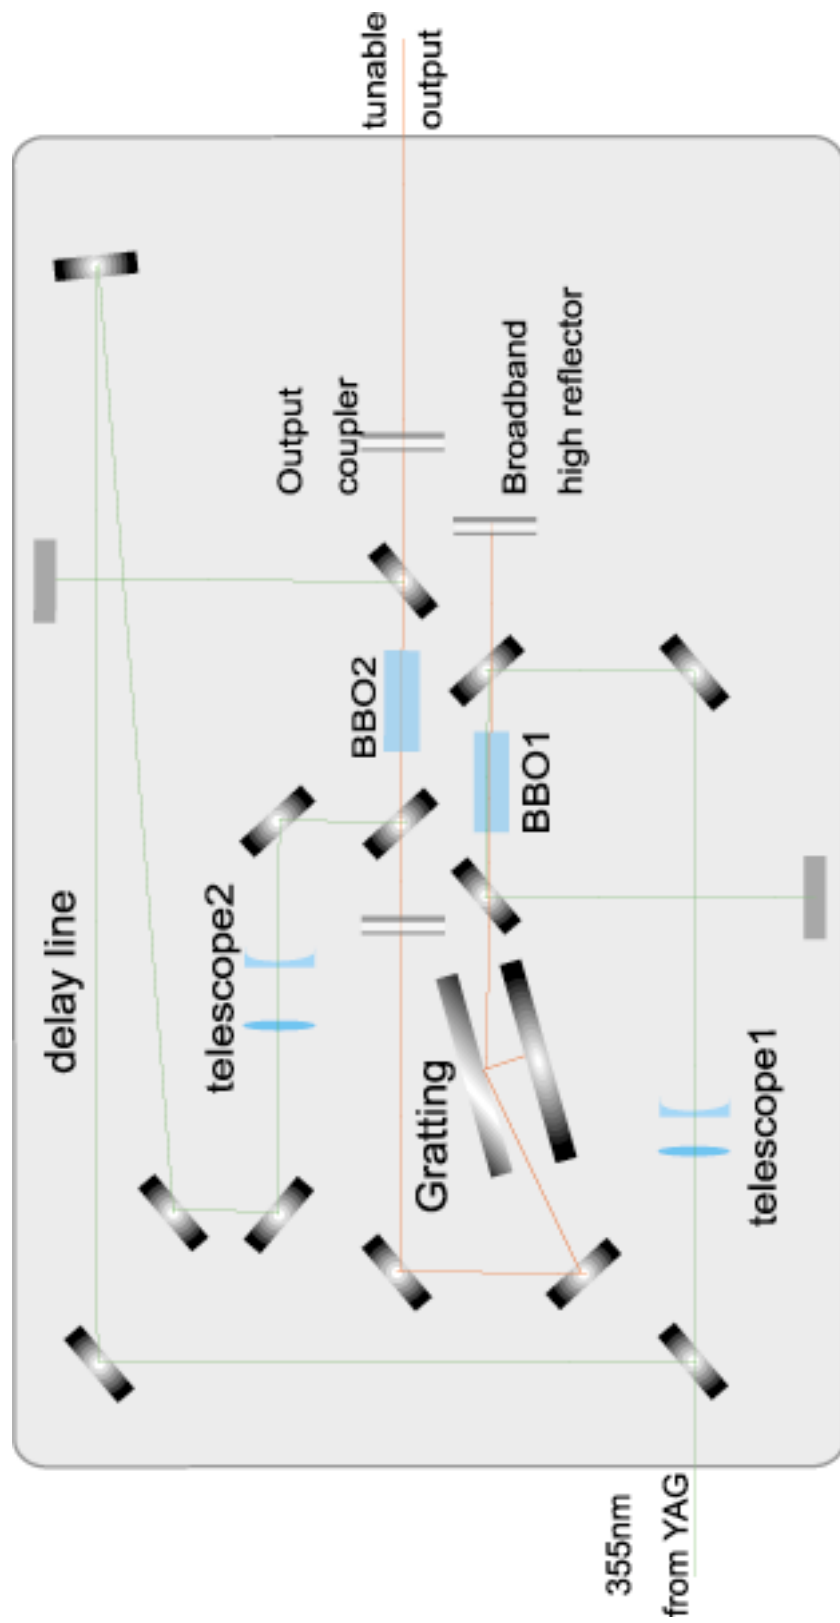 tunable
output
Output
coupler
Broadband
high reflector
BBO2
BBO1
delay line
telescope2
Gratting
telescope1
355nm
from YAG